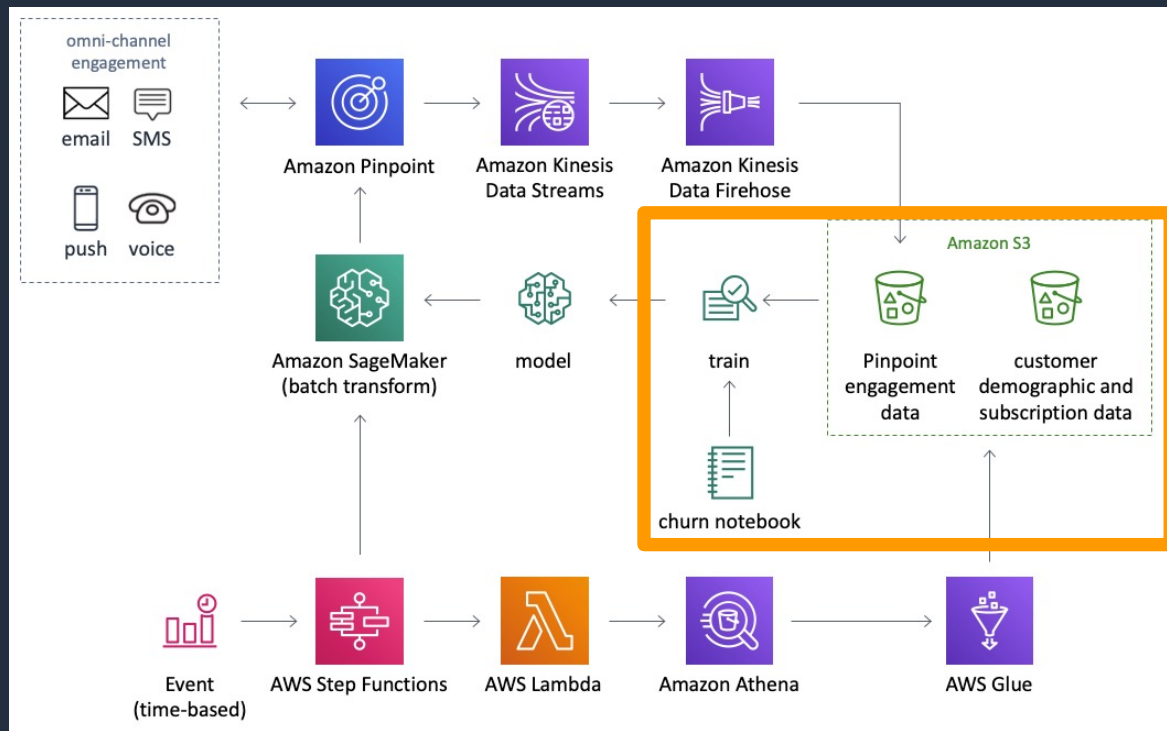 omni-channel
engagement
email SMS
push voice
Amazon Pinpoint
Amazon Kinesis
Data Streams
Amazon Kinesis
Data Firehose
Amazon S3
Amazon SageMaker
(batch transform)
model
train
Pinpoint
engagement
data
customer
demographic and
subscription data
churn notebook
Event
(time-based)
AWS Step Functions
AWS Lambda
Amazon Athena
AWS Glue